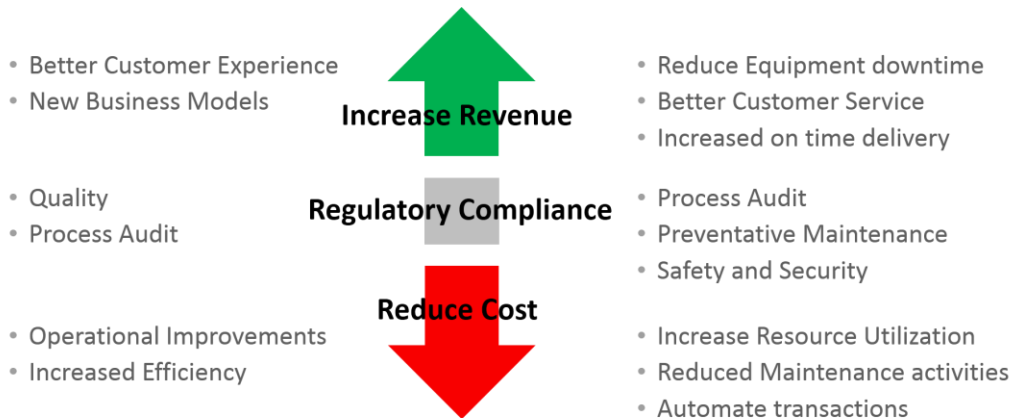 • Better Customer Experience
• New Business Models
Increase Revenue
• Reduce Equipment downtime
• Better Customer Service
• Increased on time delivery
• Quality
• Process Audit
Regulatory Compliance
• Process Audit
• Preventative Maintenance
• Safety and Security
• Operational Improvements
• Increased Efficiency
Reduce Cost
• Increase Resource Utilization
• Reduced Maintenance activities
• Automate transactions